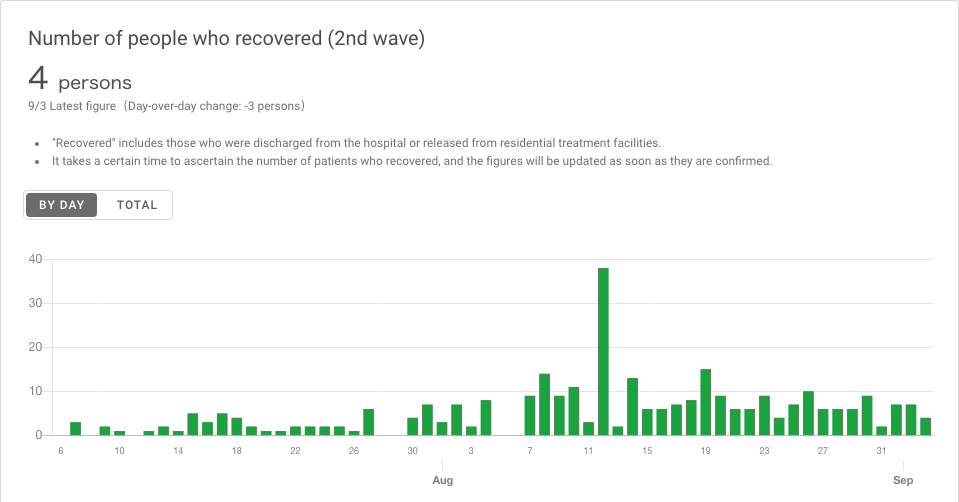 Number of people who recovered (2nd wave)
4 persons
9/3 Latest figure (Day-over-day change: -3 persons)
• "Recovered" includes those who were discharged from the hospital or released from residential treatment facilities.
• It takes a certain time to ascertain the number of patients who recovered, and the figures will be updated as soon as they are confirmed.
BY DAY TOTAL
40
30
20
10
0
6 10 14 18 22 26 30 3 7 11 15 19 23 27 31
Aug Sep